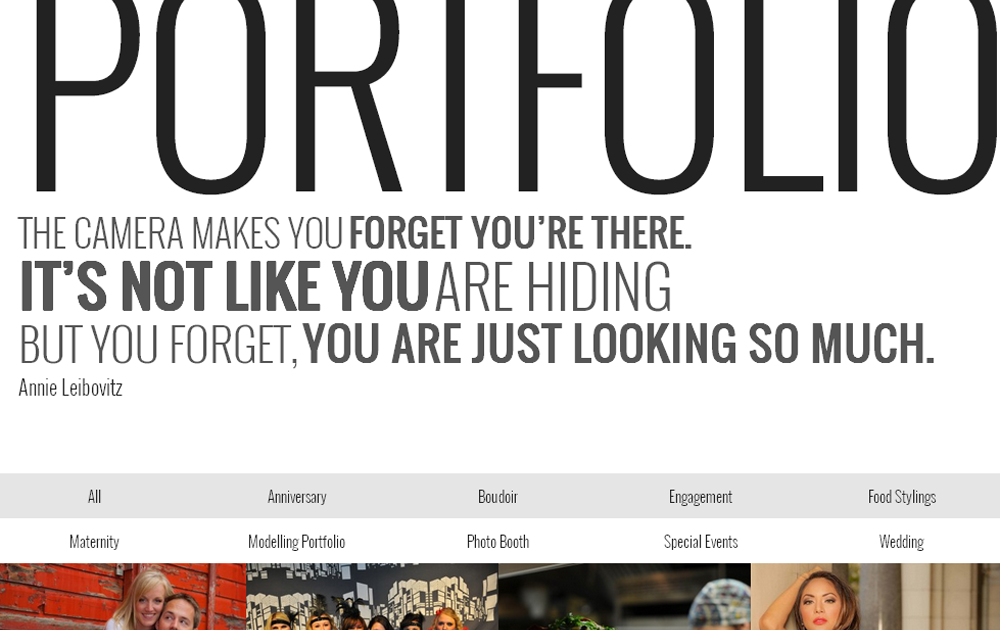 PORTFOLIO
THE CAMERA MAKES YOU FORGET YOU'RE THERE.
IT'S NOT LIKE YOU ARE HIDING
BUT YOU FORGET, YOU ARE JUST LOOKING SO MUCH.
Annie Leibovitz
All Anniversary Boudoir Engagement Food Stylings
Maternity Modelling Portfolio Photo Booth Special Events Wedding